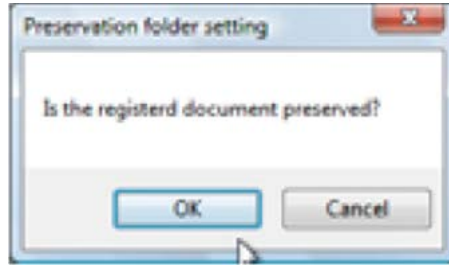 Preservation folder setting
Is the registerd document preserved?
OK
Cancel